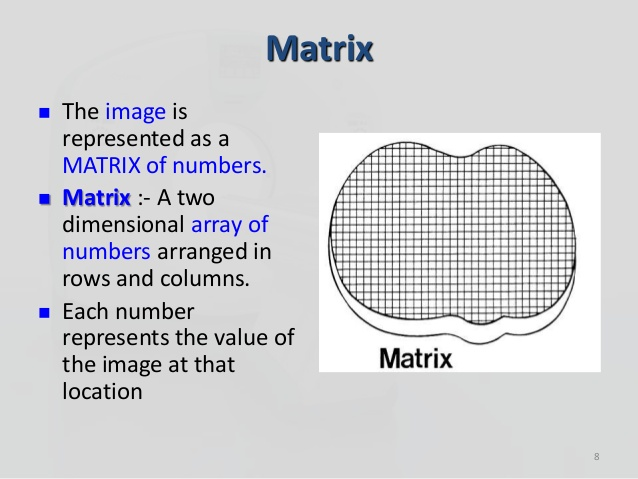 Matrix
The image is
represented as a
MATRIX of numbers.
Matrix :- A two
dimensional array of
numbers arranged in
rows and columns.
Each number
represents the value of
the image at that
location
Matrix
8